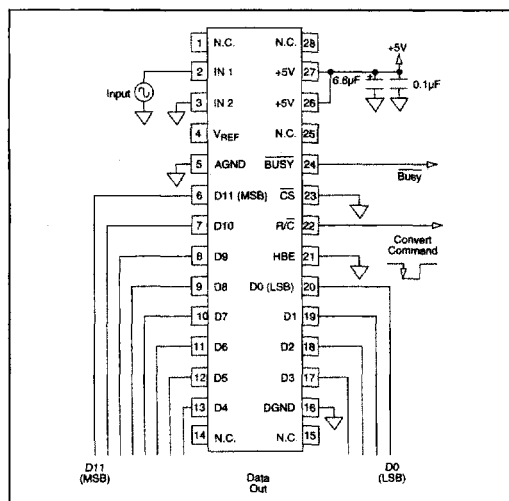 1 N.C. N.C. 28
+5V
2 IN 1 +5V 27
6.6µF + 0.1µF
Input
3 IN 2 +5V 26
4 VREF N.C. 25
5 AGND BUSY 24
Busy
6 D11 (MSB) CS 23
7 D10 R/C 22
Convert
Command
8 D9 HBE 21
9 D8 D0 (LSB) 20
10 D7 D1 19
11 D6 D2 18
12 D5 D3 17
13 D4 DGND 16
14 N.C. N.C. 15
D11
(MSB)
Data
Out
D0
(LSB)